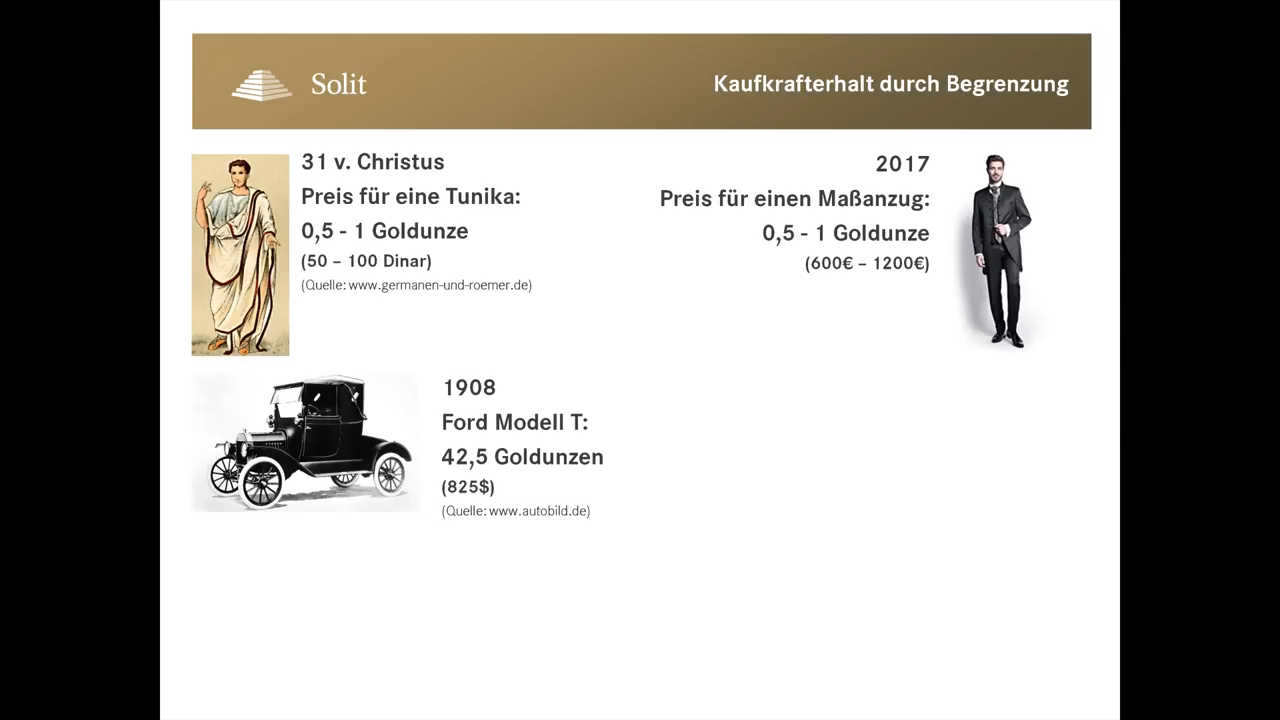 Solit
Kaufkrafterhalt durch Begrenzung
31 v. Christus
Preis für eine Tunika:
0,5 - 1 Goldunze
(50 – 100 Dinar)
(Quelle: www.germanen-und-roemer.de)
2017
Preis für einen Maßanzug:
0,5 - 1 Goldunze
(600€ – 1200€)
1908
Ford Modell T:
42,5 Goldunzen
(825$)
(Quelle: www.autobild.de)